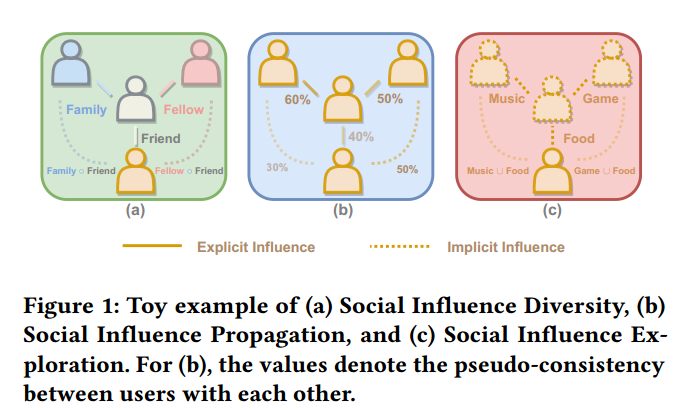 Family
Fellow
Friend
Family ○ Friend
Fellow ○ Friend
(a)
60%
50%
40%
30%
50%
(b)
Music
Game
Food
Music ∪ Food
Game ∪ Food
(c)
Explicit Influence
Implicit Influence
Figure 1: Toy example of (a) Social Influence Diversity, (b)
Social Influence Propagation, and (c) Social Influence Ex-
ploration. For (b), the values denote the pseudo-consistency
between users with each other.